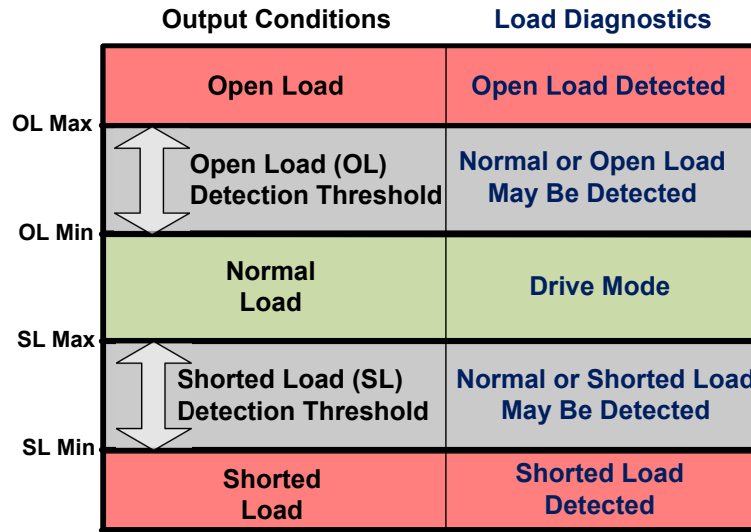 Output Conditions
Load Diagnostics
Open Load
Open Load Detected
OL Max
Open Load (OL)
Detection Threshold
Normal or Open Load
May Be Detected
OL Min
Normal
Load
Drive Mode
SL Max
Shorted Load (SL)
Detection Threshold
Normal or Shorted Load
May Be Detected
SL Min
Shorted
Load
Shorted Load
Detected